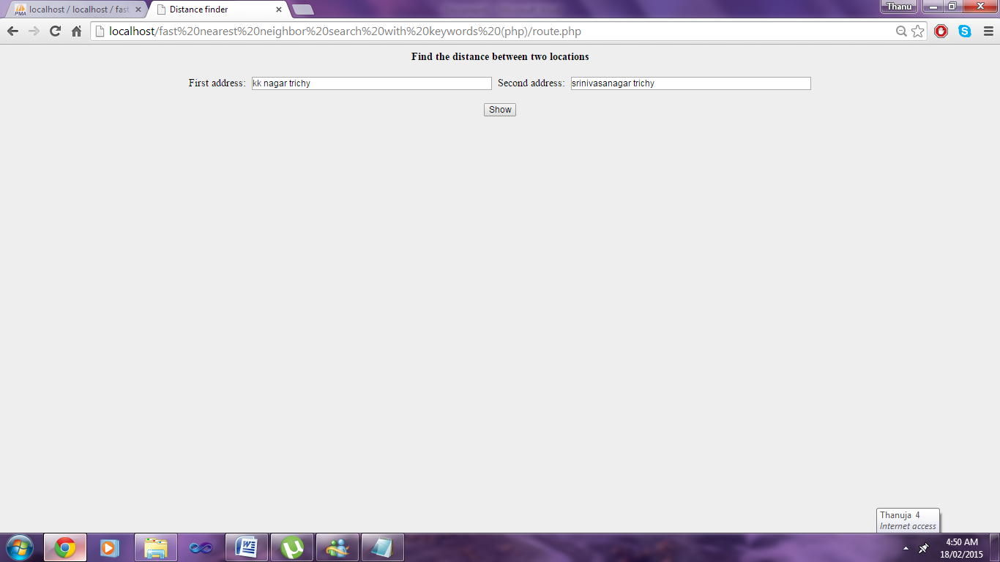 localhost / localhost / fast
Distance finder
Thanu
localhost/fast%20nearest%20neighbor%20search%20with%20keywords%20(php)/route.php
Find the distance between two locations
First address: kk nagar trichy Second address: srinivasanagar trichy
Show
Thanuja 4
Internet access
4:50 AM
18/02/2015